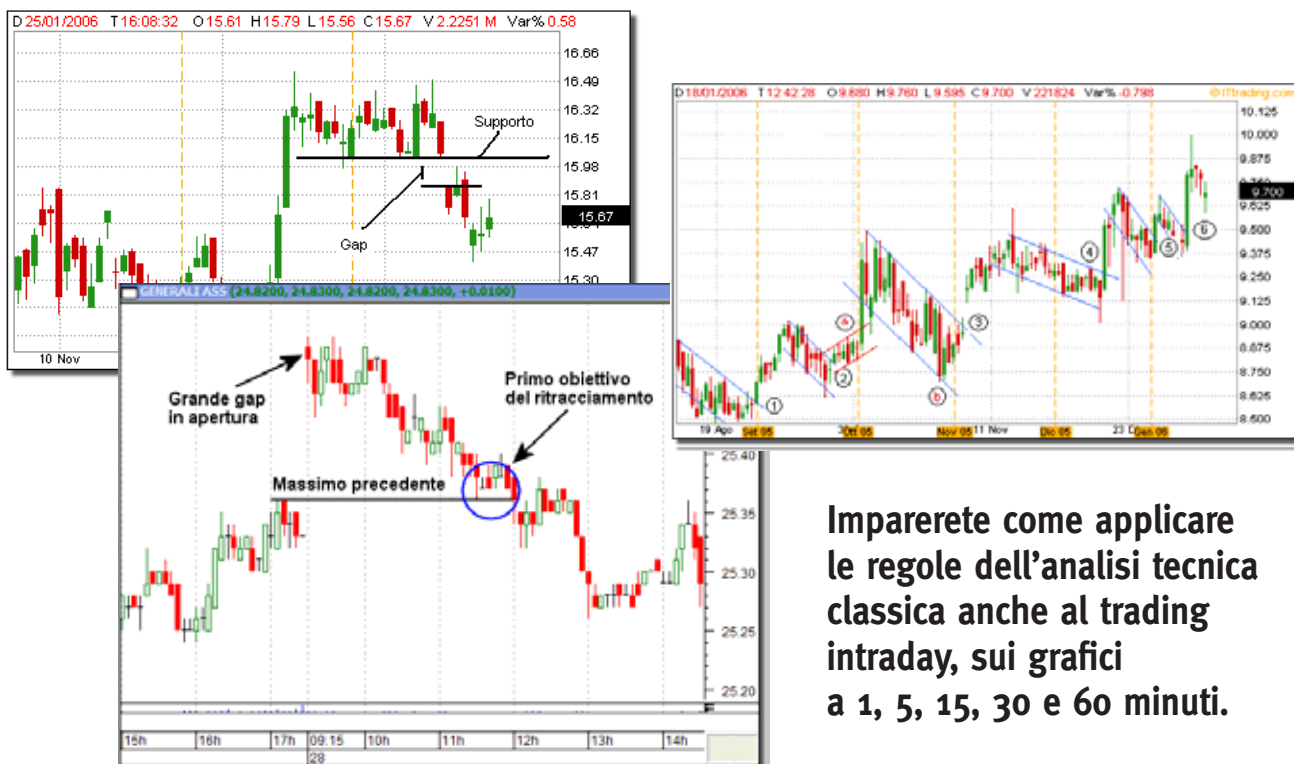 D 25/01/2006 T 16:08:32 O 15.61 H 15.79 L 15.56 C 15.67 V 2.2251 M Var% 0.58
16.66
16.49
16.32
16.15
15.98
15.81
15.67
15.47
15.30
Supporto
Gap
10 Nov
D 18/01/2006 T 12:42:28 O 9.680 H 9.760 L 9.595 C 9.700 V 221824 Var% -0.798 © ITtrading.com
10.125
10.000
9.875
9.700
9.625
9.500
9.375
9.250
9.125
9.000
8.875
8.750
8.625
8.500
1
2
3
4
5
6
a
b
19 Ago
Set 05
Ott 05
Nov 05
11 Nov
Dic 05
Gen 06
GENERALI ASS (24.8200, 24.8300, 24.8200, 24.8300, +0.0100)
Grande gap
in apertura
Primo obiettivo
del ritracciamento
Massimo precedente
25.40
25.35
25.30
25.25
25.20
15h 16h 17h 09:15 10h 11h 12h 13h 14h
28
Imparerete come applicare
le regole dell'analisi tecnica
classica anche al trading
intraday, sui grafici
a 1, 5, 15, 30 e 60 minuti.